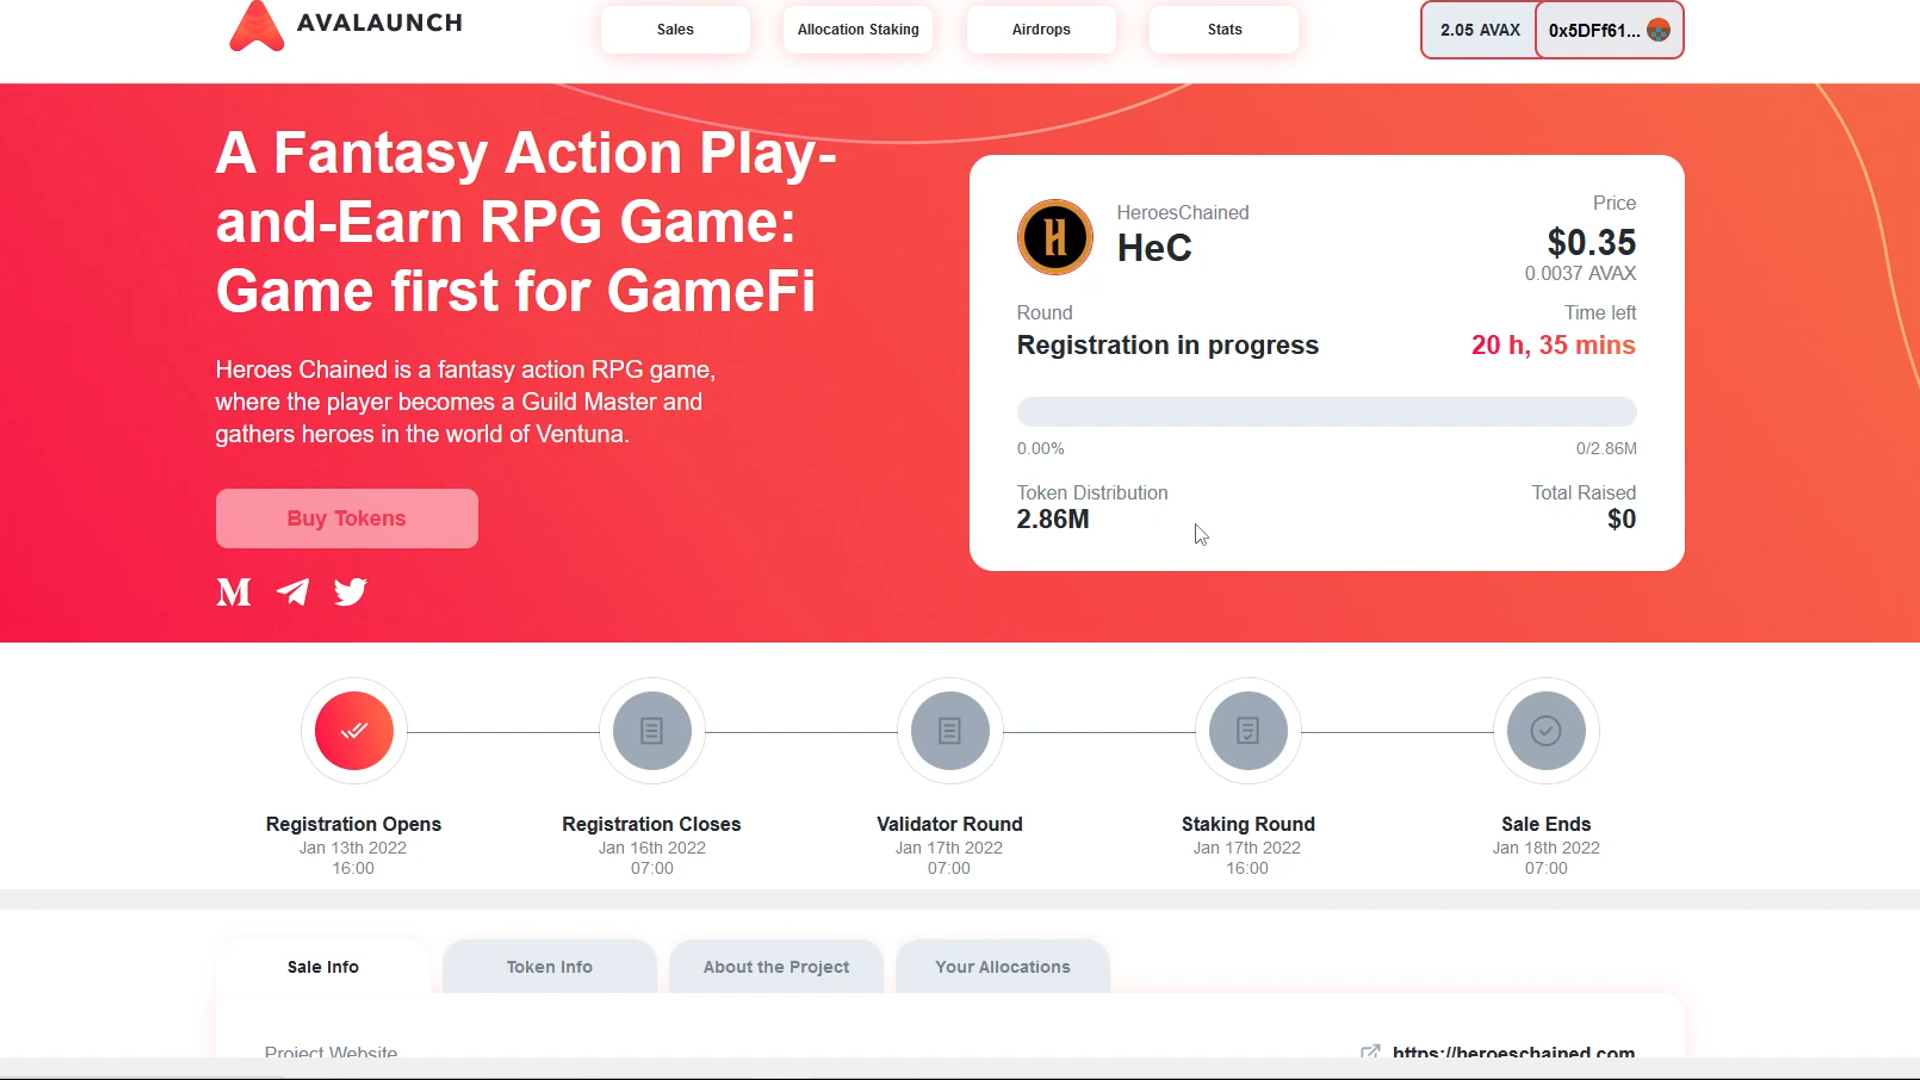 AVALAUNCH
Sales
Allocation Staking
Airdrops
Stats
2.05 AVAX
0x5DFf61...
A Fantasy Action Play-
and-Earn RPG Game:
Game first for GameFi
Heroes Chained is a fantasy action RPG game,
where the player becomes a Guild Master and
gathers heroes in the world of Ventuna.
Buy Tokens
M
H
HeroesChained
HeC
Price
$0.35
0.0037 AVAX
Round
Registration in progress
Time left
20 h, 35 mins
0.00%
0/2.86M
Token Distribution
2.86M
Total Raised
$0
Registration Opens
Jan 13th 2022
16:00
Registration Closes
Jan 16th 2022
07:00
Validator Round
Jan 17th 2022
07:00
Staking Round
Jan 17th 2022
16:00
Sale Ends
Jan 18th 2022
07:00
Sale Info
Token Info
About the Project
Your Allocations
Project Website
https://heroeschained.com